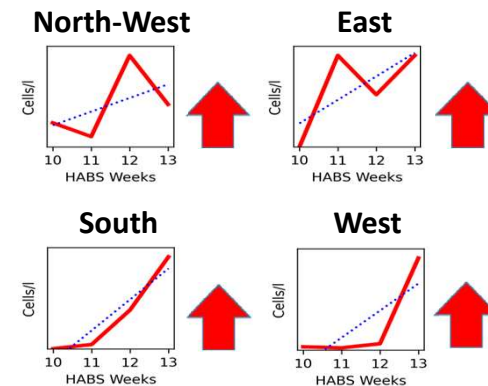 North-West
Cells/l
10 11 12 13
HABS Weeks
East
Cells/l
10 11 12 13
HABS Weeks
South
Cells/l
10 11 12 13
HABS Weeks
West
Cells/l
10 11 12 13
HABS Weeks